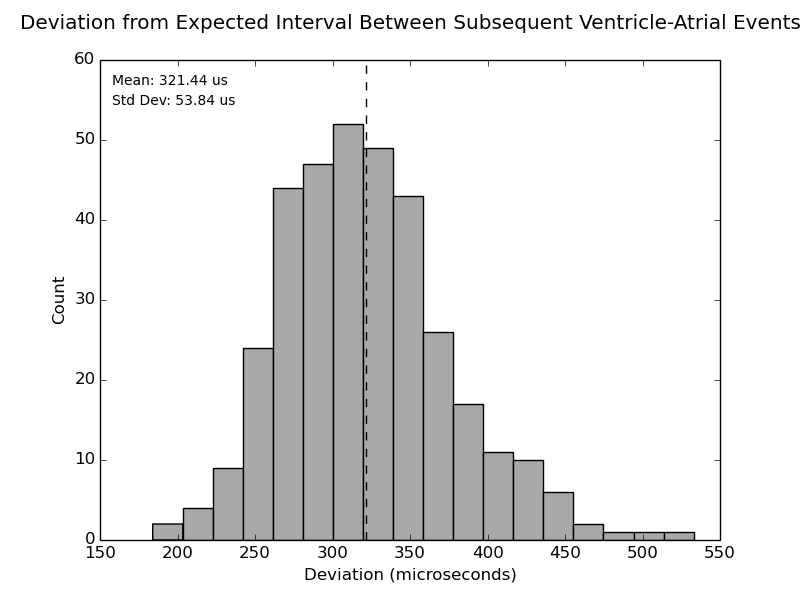 Deviation from Expected Interval Between Subsequent Ventricle-Atrial Events
Mean: 321.44 us
Std Dev: 53.84 us
60
50
40
30
20
10
0
Count
150 200 250 300 350 400 450 500 550
Deviation (microseconds)